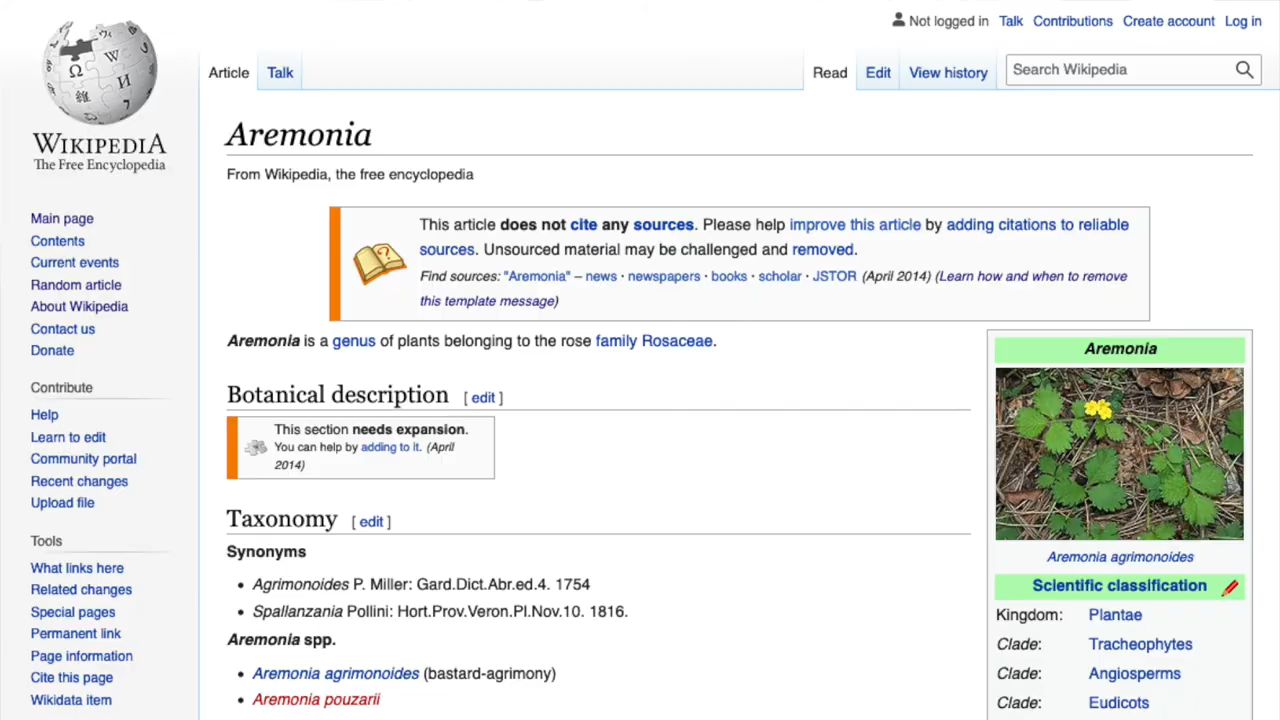 Not logged in Talk Contributions Create account Log in
Article Talk Read Edit View history Search Wikipedia
WIKIPEDIA
The Free Encyclopedia
Main page
Contents
Current events
Random article
About Wikipedia
Contact us
Donate
Contribute
Help
Learn to edit
Community portal
Recent changes
Upload file
Tools
What links here
Related changes
Special pages
Permanent link
Page information
Cite this page
Wikidata item
Aremonia
From Wikipedia, the free encyclopedia
This article does not cite any sources. Please help improve this article by adding citations to reliable
sources. Unsourced material may be challenged and removed.
Find sources: "Aremonia" – news · newspapers · books · scholar · JSTOR (April 2014) (Learn how and when to remove
this template message)
Aremonia is a genus of plants belonging to the rose family Rosaceae.
Botanical description [ edit ]
This section needs expansion.
You can help by adding to it. (April
2014)
Taxonomy [ edit ]
Synonyms
• Agrimonoides P. Miller: Gard.Dict.Abr.ed.4. 1754
• Spallanzania Pollini: Hort.Prov.Veron.Pl.Nov.10. 1816.
Aremonia spp.
• Aremonia agrimonoides (bastard-agrimony)
• Aremonia pouzarii
Aremonia
Aremonia agrimonoides
Scientific classification
Kingdom: Plantae
Clade: Tracheophytes
Clade: Angiosperms
Clade: Eudicots